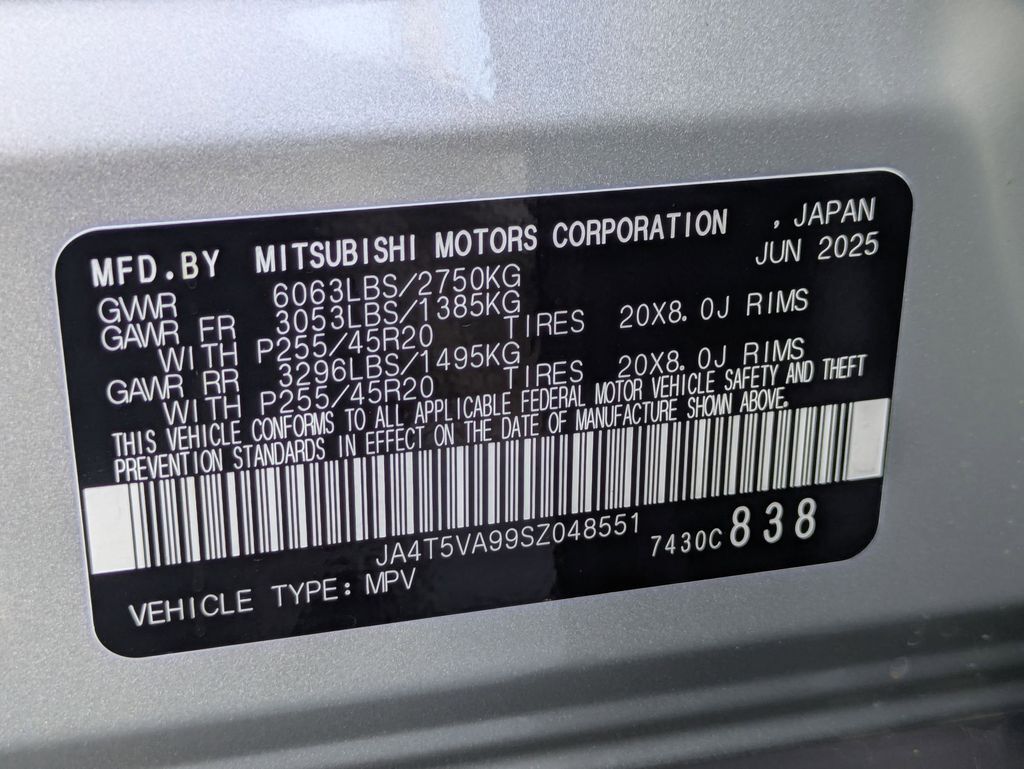 MFD.BY MITSUBISHI MOTORS CORPORATION , JAPAN
JUN 2025
GWWR 6063LBS/2750KG
GAWR FR 3053LBS/1385KG
WITH P255/45R20 TIRES 20X8.0J RIMS
GAWR RR 3296LBS/1495KG
WITH P255/45R20 TIRES 20X8.0J RIMS
THIS VEHICLE CONFORMS TO ALL APPLICABLE FEDERAL MOTOR VEHICLE SAFETY AND THEFT
PREVENTION STANDARDS IN EFFECT ON THE DATE OF MANUFACTURE SHOWN ABOVE.
JA4T5VA99SZ048551 7430C838
VEHICLE TYPE: MPV